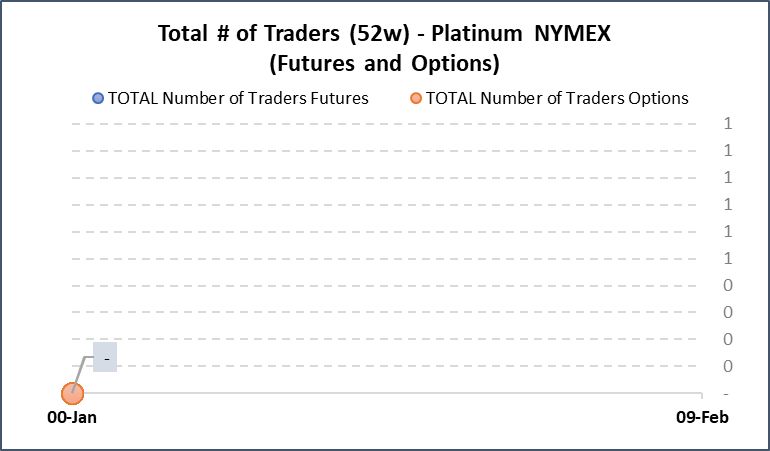 Total # of Traders (52w) - Platinum NYMEX
(Futures and Options)
TOTAL Number of Traders Futures
TOTAL Number of Traders Options
1
1
1
1
1
1
0
0
0
0
-
-
00-Jan
09-Feb